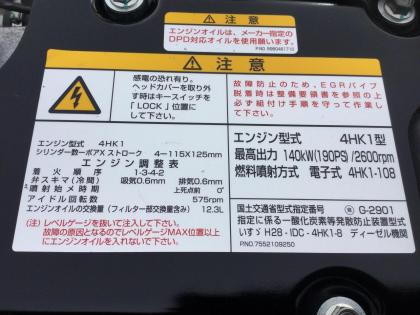 注意
エンジンオイルは、メーカー指定の
DPD対応オイルを使用願います。
注意
感電の恐れ有り。
ヘッドカバーを取り外
す時はキースイッチを
「LOCK」位置に
して下さい。
故障防止のため、EGRパイプ
脱着時は整備要領書を参照の上
必ず組付け手順を守って下さい。
エンジン型式 4HK1
シリンダー数ーボアX ストローク 4ー115X125mm
エンジン調整表
着火順序 1-3-4-2
弁スキマ(冷間) 吸気0.6mm 排気0.6mm
噴射始め時期 上死点前 0°
アイドル回転数 575rpm
エンジンオイルの交換量(フィルター部交換量含み) 12.3L
(注)レベルゲージを抜いて注入して下さい。
故障の原因となるのでレベルゲージMAX位置以上
にエンジンオイルを入れないで下さい。
エンジン型式 4HK1型
最高出力 140kW(190PS)/2600rpm
燃料噴射方式 電子式 4HK1-108
国土交通省型式指定番号 G-2901
指定に係る一酸化炭素等発散防止装置型式
いすゞ H28・IDC・4HK1-8 ディーゼル機関
P.NO.7552109250